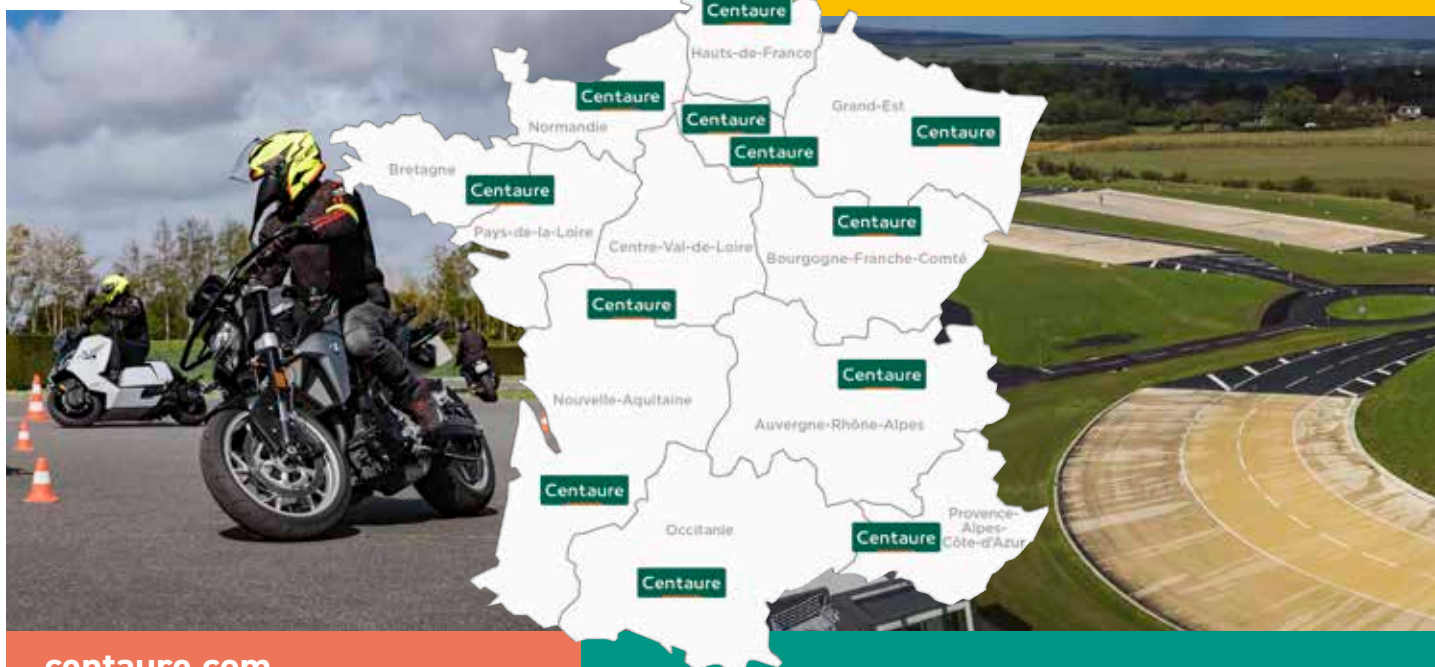 Centaure
Hauts-de-France
Centaure
Normandie
Centaure
Grand-Est
Centaure
Centaure
Bretagne
Centaure
Pays-de-la-Loire
Centre-Val-de-Loire
Centaure
Bourgogne-Franche-Comté
Centaure
Nouvelle-Aquitaine
Centaure
Auvergne-Rhône-Alpes
Centaure
Occitanie
Centaure
Provence-
Alpes-
Côte-d'Azur
Centaure
centaure.com